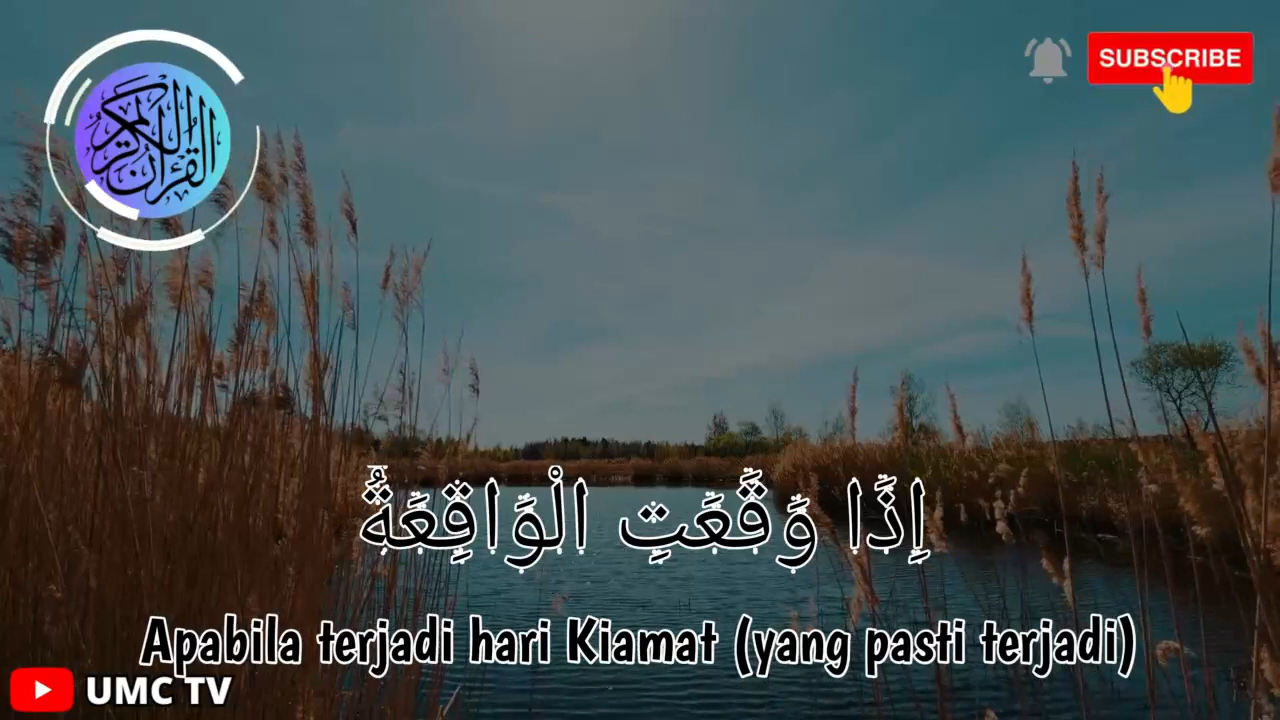 القرآن الكريم
SUBSCRIBE
اِذَا وَقَعَتِ الْوَاقِعَةُ
Apabila terjadi hari Kiamat (yang pasti terjadi)
UMC TV